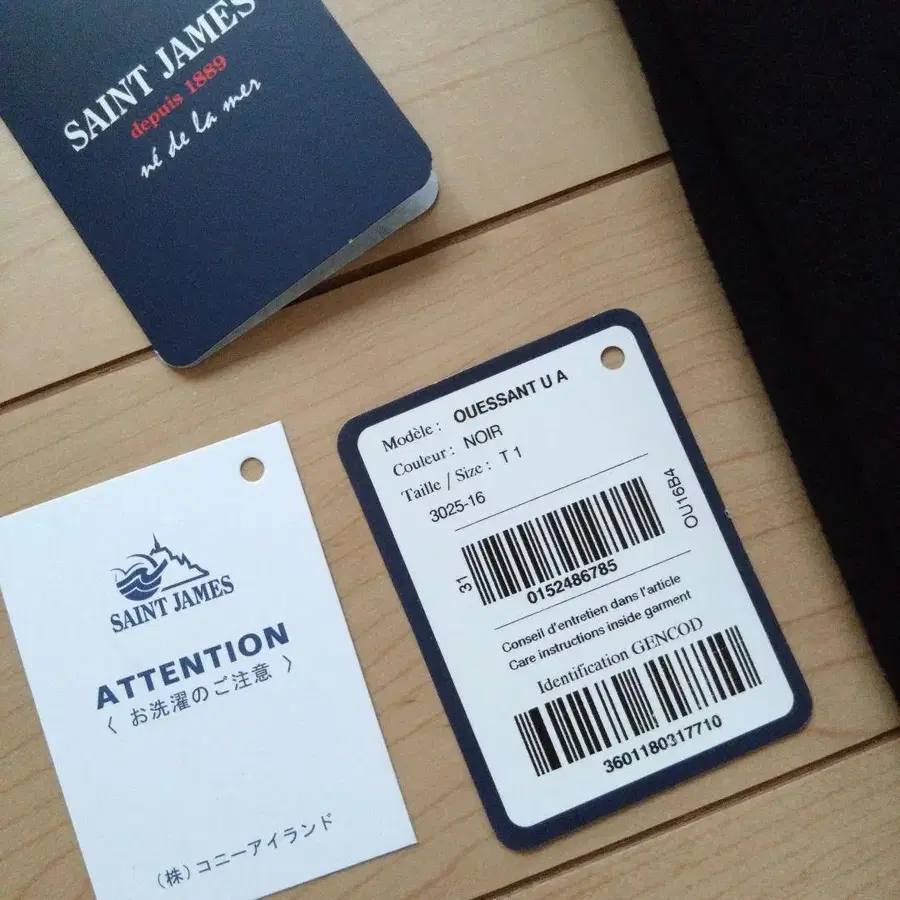 SAINT JAMES
depuis 1889
né de la mer
SAINT JAMES
ATTENTION
〈 お洗濯のご注意 〉
(株)コニーアイランド
Modèle : OUESSANT U A
Couleur : NOIR
Taille / Size : T 1
3025-16
OU16B4
31
0152486785
Conseil d'entretien dans l'article
Care instructions inside garment
Identification GENCOD
3601180317710